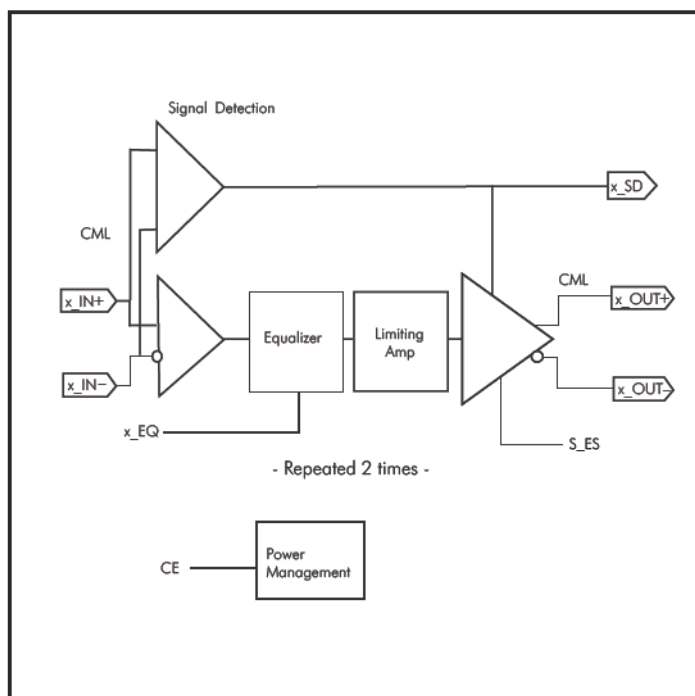 Signal Detection
x_SD
CML
CML
x_IN+
x_OUT+
Equalizer
Limiting
Amp
x_IN−
x_OUT−
x_EQ
S_ES
- Repeated 2 times -
CE
Power
Management